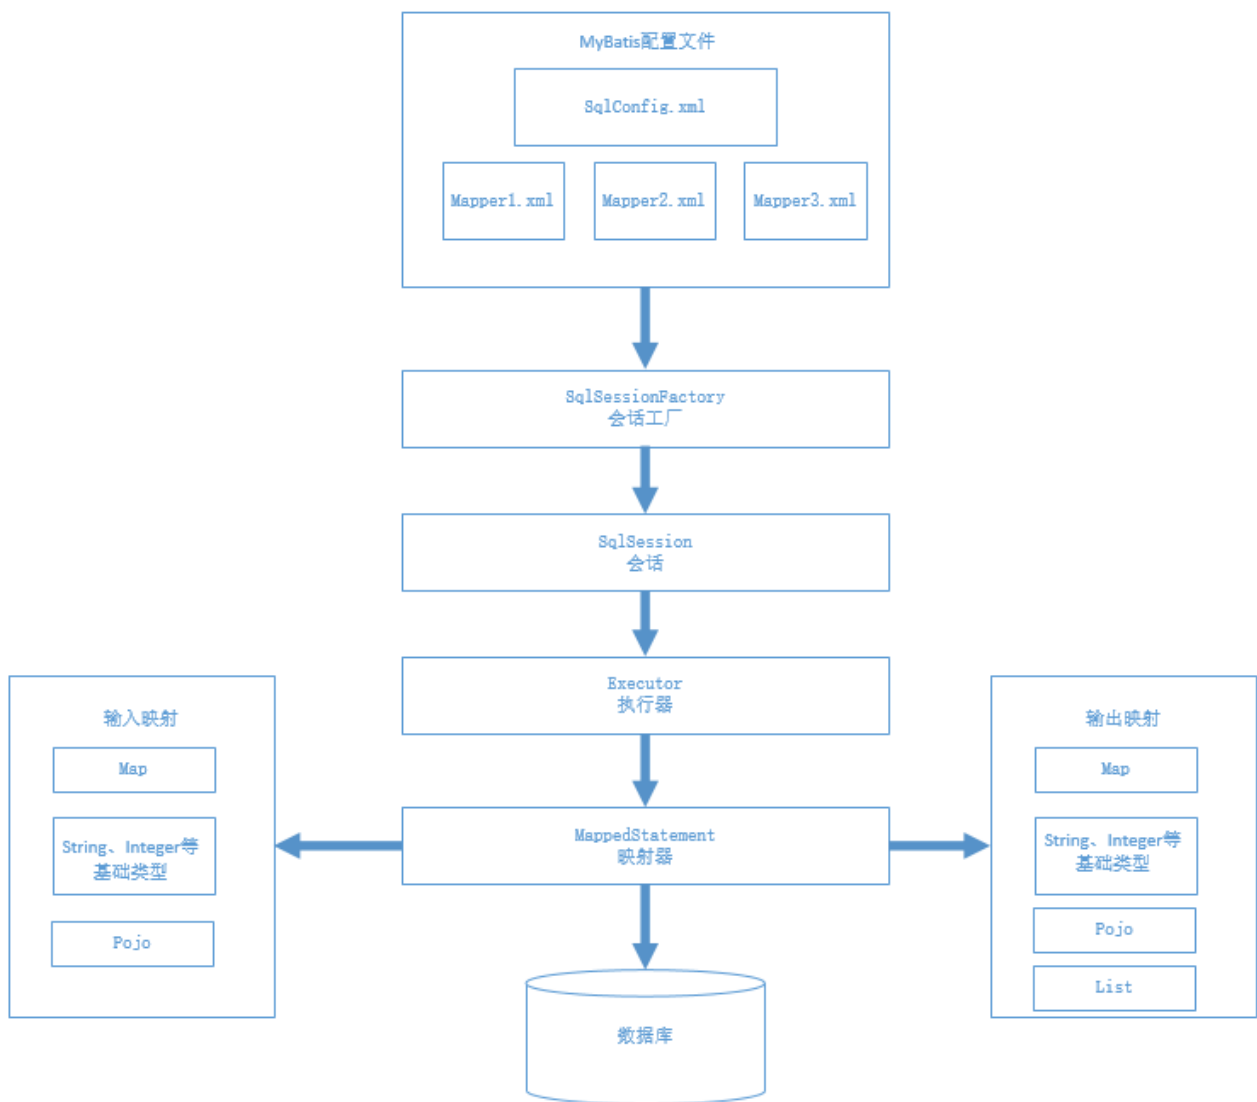 MyBatis配置文件
SqlConfig.xml
Mapper1.xml
Mapper2.xml
Mapper3.xml
SqlSessionFactory
会话工厂
SqlSession
会话
Executor
执行器
输入映射
Map
String、Integer等
基础类型
Pojo
MappedStatement
映射器
输出映射
Map
String、Integer等
基础类型
Pojo
List
数据库